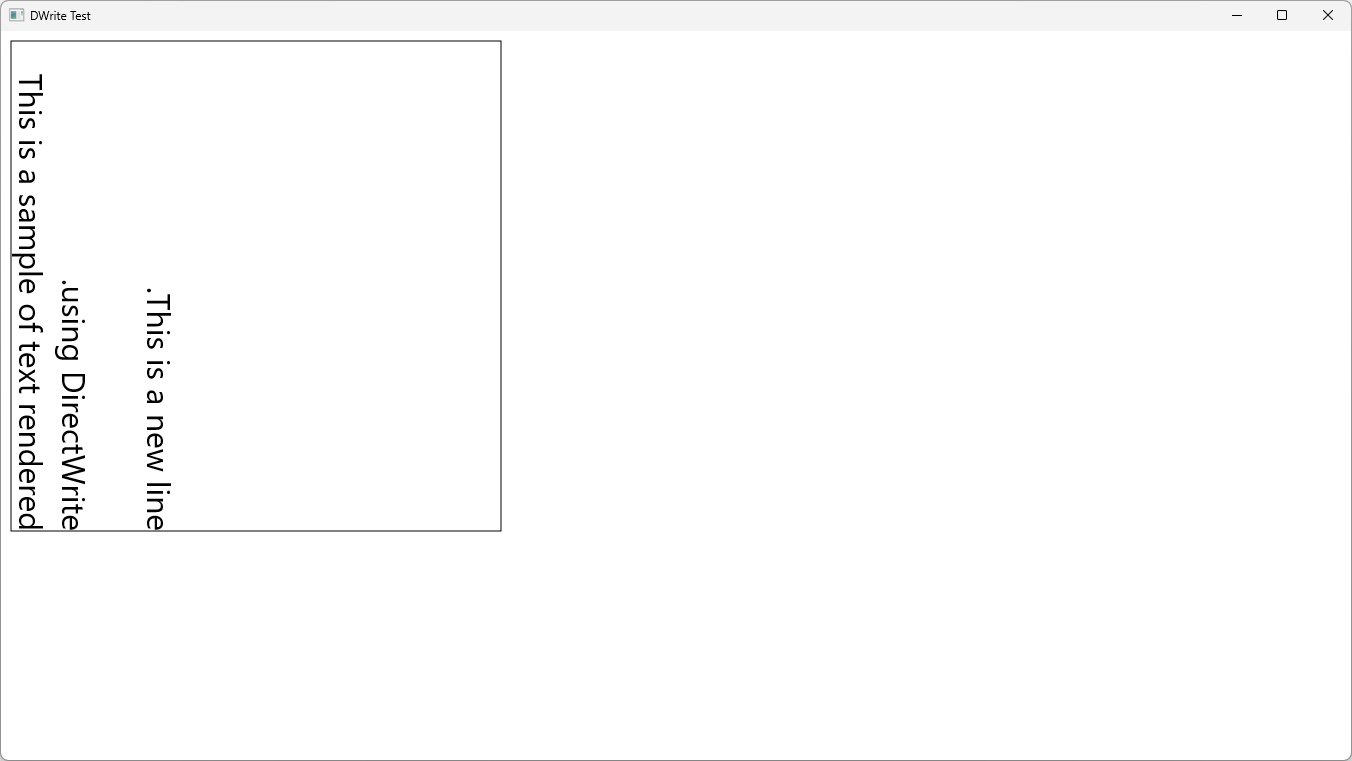 DWrite Test
This is a sample of text rendered
.using DirectWrite
.This is a new line